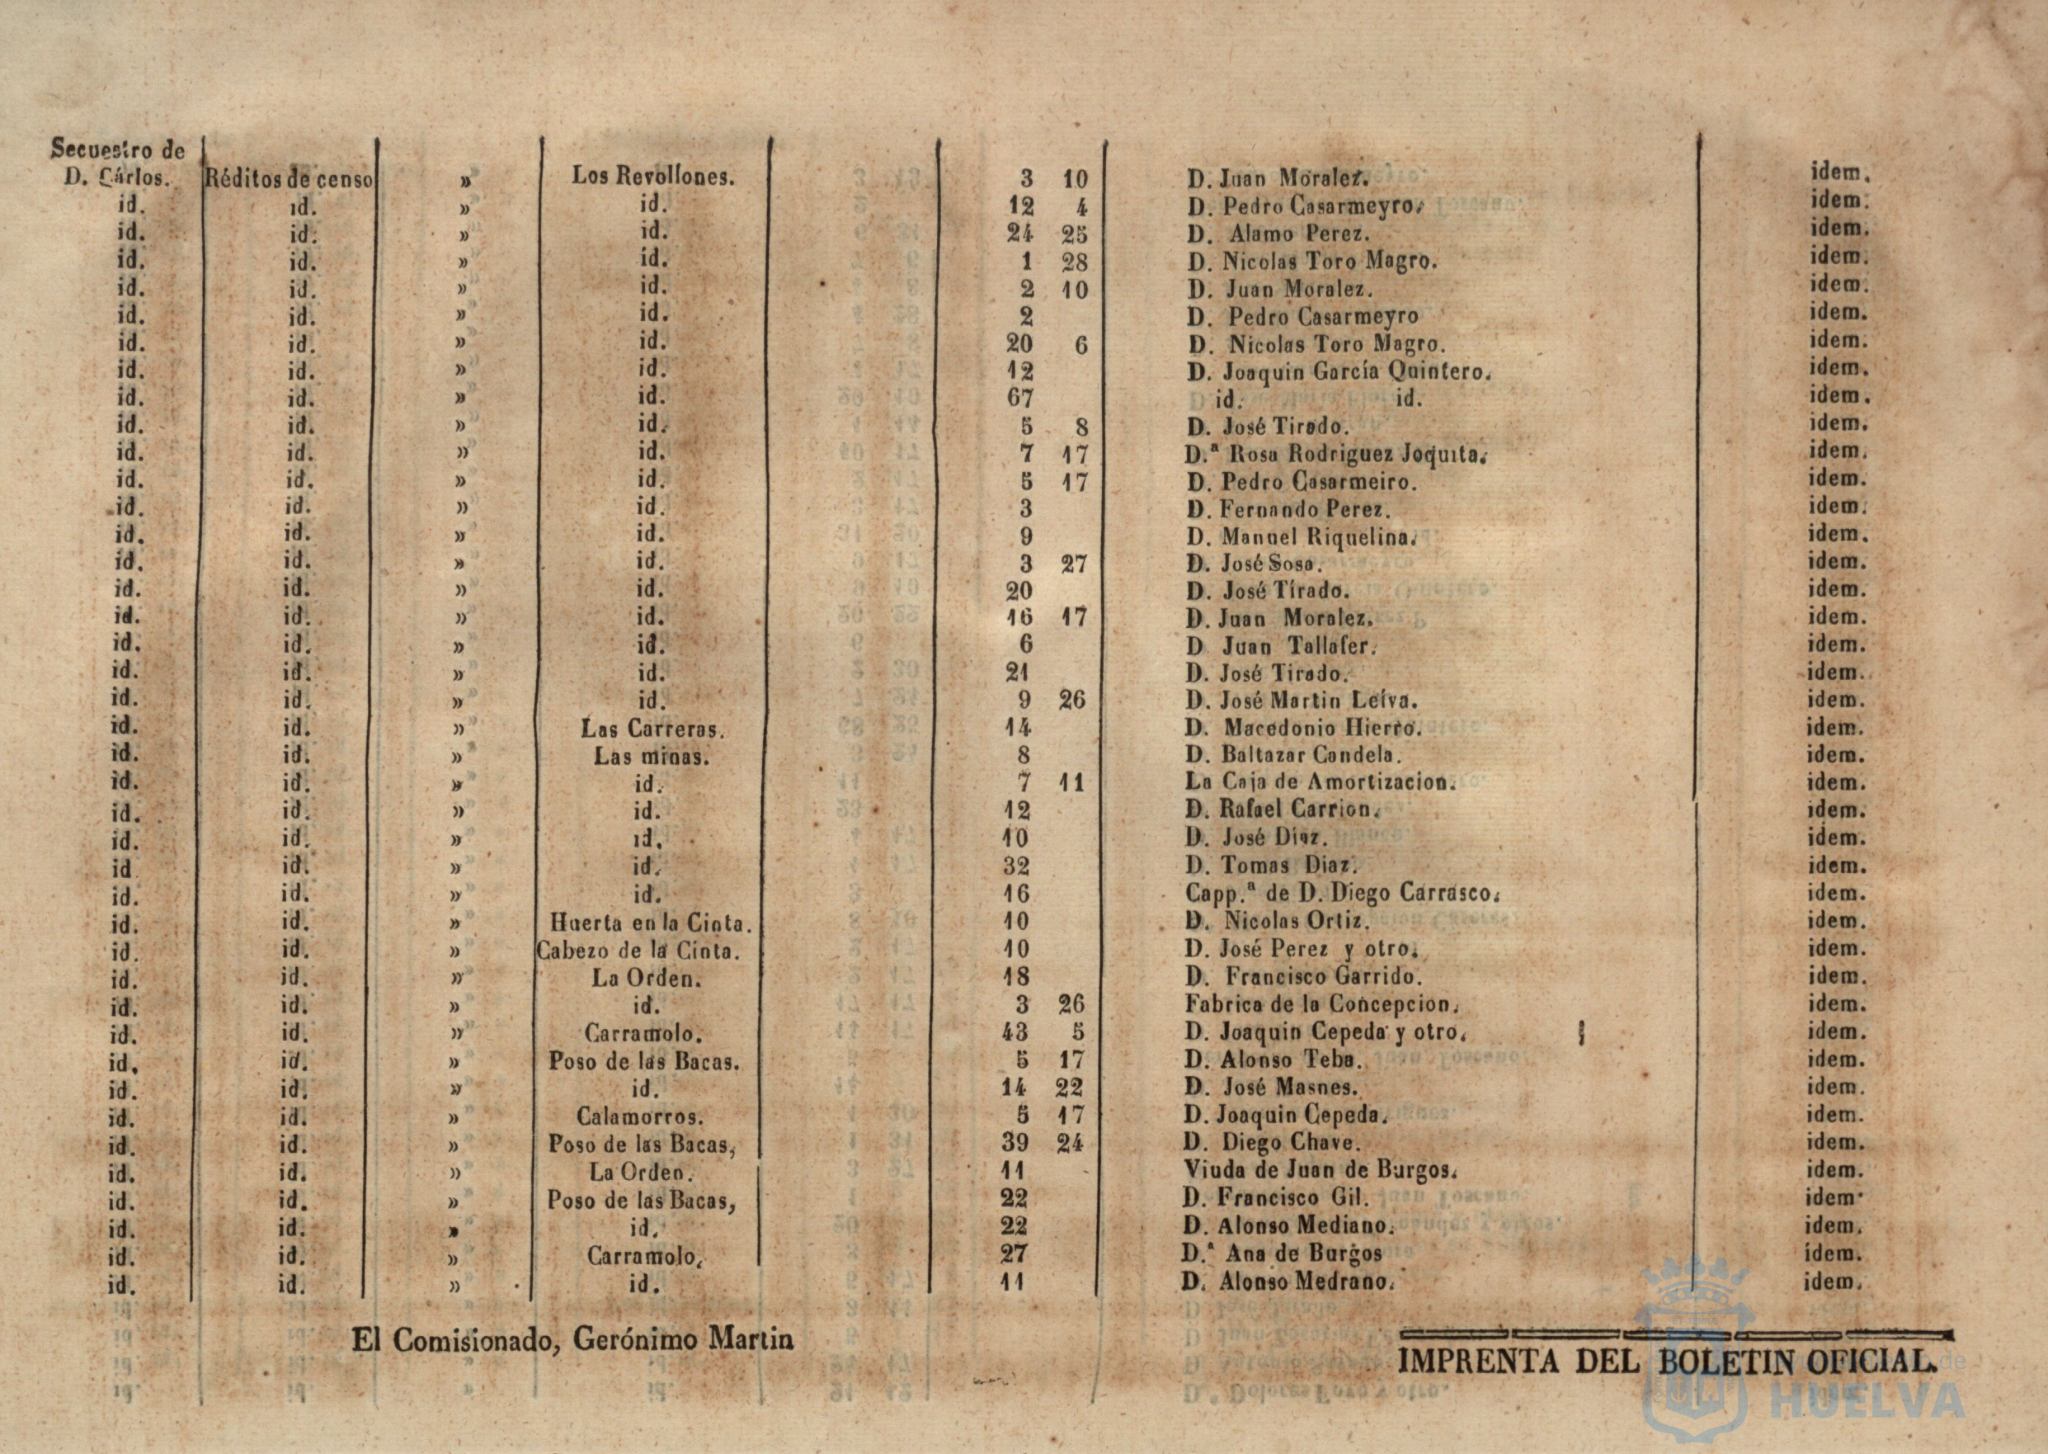 Secuestro de
D. Cárlos. Réditos de censo » Los Revollones. 3 10 D. Juan Moralez. idem.
id. id. » id. 12 4 D. Pedro Casarmeyro. idem.
id. id. » id. 24 25 D. Alamo Perez. idem.
id. id. » id. 1 28 D. Nicolas Toro Magro. idem.
id. id. » id. 2 10 D. Juan Moralez. idem.
id. id. » id. 2 D. Pedro Casarmeyro idem.
id. id. » id. 20 6 D. Nicolas Toro Magro. idem.
id. id. » id. 12 D. Joaquin García Quintero. idem.
id. id. » id. 67 id. id. idem.
id. id. » id. 5 8 D. José Tirado. idem.
id. id. » id. 7 17 D.ª Rosa Rodriguez Joquita. idem.
id. id. » id. 5 17 D. Pedro Casarmeiro. idem.
id. id. » id. 3 D. Fernando Perez. idem.
id. id. » id. 9 D. Manuel Riquelina. idem.
id. id. » id. 3 27 D. José Sosa. idem.
id. id. » id. 20 D. José Tirado. idem.
id. id. » id. 16 17 D. Juan Moralez. idem.
id. id. » id. 6 D Juan Tallafer. idem.
id. id. » id. 21 D. José Tirado. idem.
id. id. » id. 9 26 D. José Martin Leiva. idem.
id. id. » Las Carreras. 14 D. Macedonio Hierro. idem.
id. id. » Las minas. 8 D. Baltazar Candela. idem.
id. id. » id. 7 11 La Caja de Amortizacion. idem.
id. id. » id. 12 D. Rafael Carrion. idem.
id. id. » id. 10 D. José Diaz. idem.
id id. » id. 32 D. Tomas Diaz. idem.
id. id. » id. 16 Capp.ª de D. Diego Carrasco. idem.
id. id. » Huerta en la Cinta. 10 D. Nicolas Ortiz. idem.
id. id. » Cabezo de la Cinta. 10 D. José Perez y otro. idem.
id. id. » La Orden. 18 D. Francisco Garrido. idem.
id. id. » id. 3 26 Fabrica de la Concepcion. idem.
id. id. » Carramolo. 43 5 D. Joaquin Cepeda y otro. idem.
id. id. » Poso de las Bacas. 5 17 D. Alonso Teba. idem.
id. id. » id. 14 22 D. José Masnes. idem.
id. id. » Calamorros. 5 17 D. Joaquin Cepeda. idem.
id. id. » Poso de las Bacas, 39 24 D. Diego Chave. idem.
id. id. » La Orden. 11 Viuda de Juan de Burgos. idem.
id. id. » Poso de las Bacas, 22 D. Francisco Gil. idem.
id. id. » id. 22 D. Alonso Mediano. idem.
id. id. » Carramolo. 27 D.ª Ana de Burgos idem.
id. id. » id. 11 D. Alonso Medrano. idem.
El Comisionado, Gerónimo Martin
IMPRENTA DEL BOLETIN OFICIAL.
HUELVA